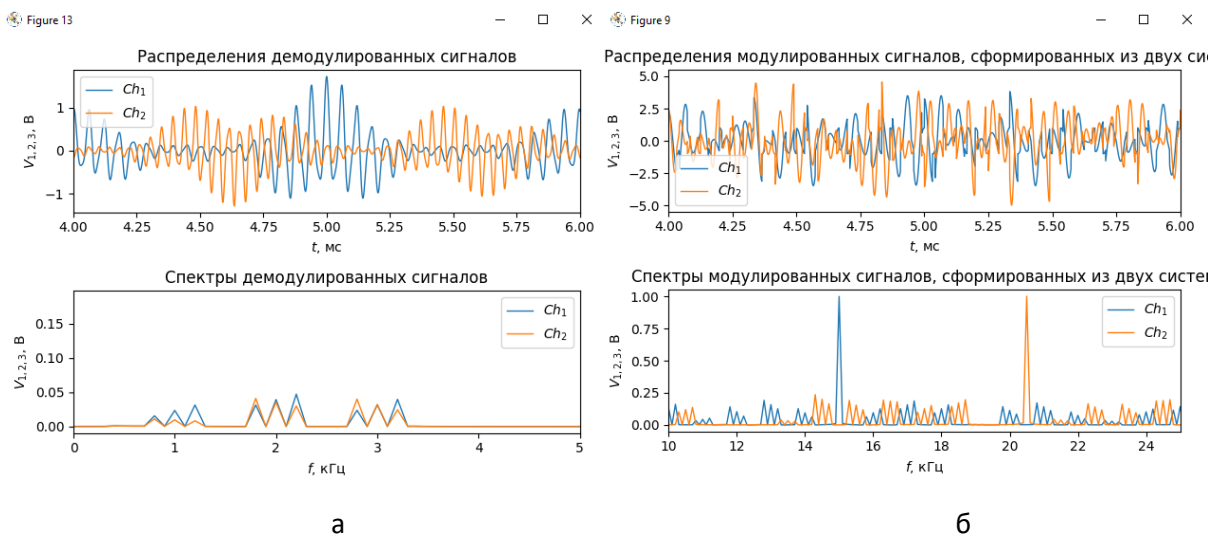 Figure 13
Распределения демодулированных сигналов
Ch₁
Ch₂
V₁,₂,₃, В
1
0
−1
4.00 4.25 4.50 4.75 5.00 5.25 5.50 5.75 6.00
t, мс
Спектры демодулированных сигналов
Ch₁
Ch₂
V₁,₂,₃, В
0.15
0.10
0.05
0.00
0 1 2 3 4 5
f, кГц
а
Figure 9
Распределения модулированных сигналов, сформированных из двух сис
Ch₁
Ch₂
V₁,₂,₃, В
5.0
2.5
0.0
−2.5
−5.0
4.00 4.25 4.50 4.75 5.00 5.25 5.50 5.75 6.00
t, мс
Спектры модулированных сигналов, сформированных из двух систем
Ch₁
Ch₂
V₁,₂,₃, В
1.00
0.75
0.50
0.25
0.00
10 12 14 16 18 20 22 24
f, кГц
б